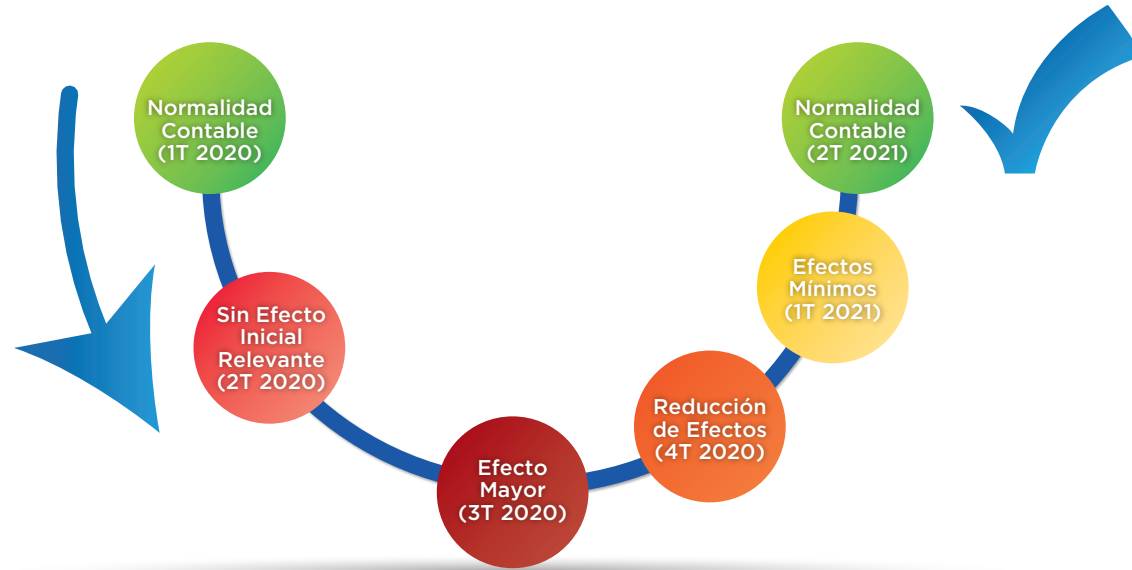 Normalidad
Contable
(1T 2020)
Sin Efecto
Inicial
Relevante
(2T 2020)
Efecto
Mayor
(3T 2020)
Reducción
de Efectos
(4T 2020)
Efectos
Mínimos
(1T 2021)
Normalidad
Contable
(2T 2021)